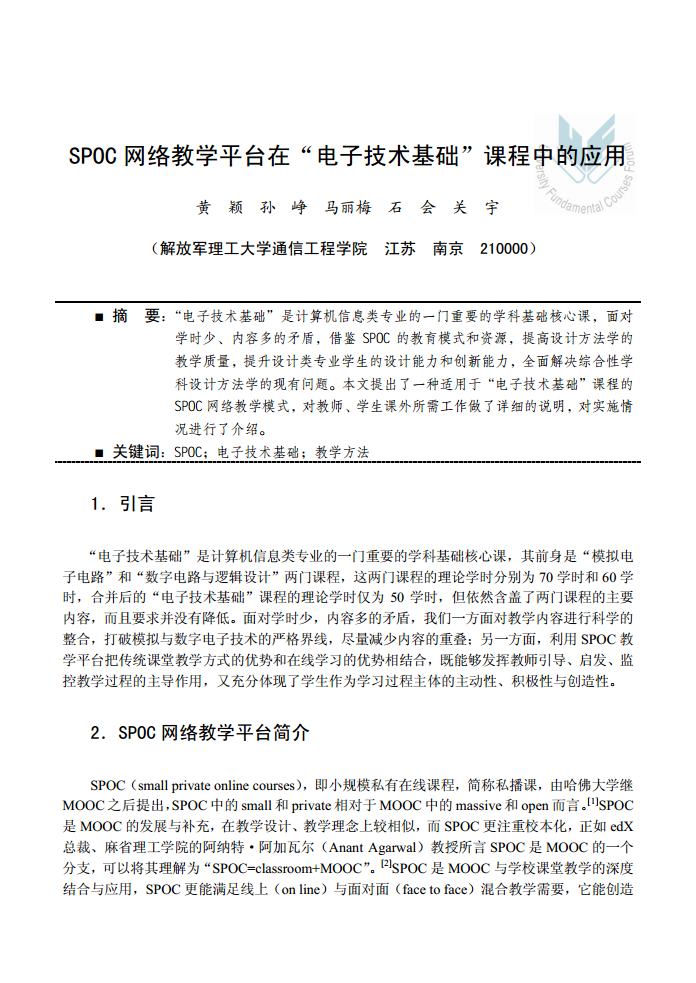 SPOC 网络教学平台在“电子技术基础”课程中的应用
黄 颖 孙 峥 马丽梅 石 会 关 宇
（解放军理工大学通信工程学院 江苏 南京 210000）
■ 摘 要：“电子技术基础”是计算机信息类专业的一门重要的学科基础核心课，面对
学时少、内容多的矛盾，借鉴 SPOC 的教育模式和资源，提高设计方法学的
教学质量，提升设计类专业学生的设计能力和创新能力，全面解决综合性学
科设计方法学的现有问题。本文提出了一种适用于“电子技术基础”课程的
SPOC 网络教学模式，对教师、学生课外所需工作做了详细的说明，对实施情
况进行了介绍。
■ 关键词：SPOC；电子技术基础；教学方法
1．引言
“电子技术基础”是计算机信息类专业的一门重要的学科基础核心课，其前身是“模拟电
子电路”和“数字电路与逻辑设计”两门课程，这两门课程的理论学时分别为 70 学时和 60 学
时，合并后的“电子技术基础”课程的理论学时仅为 50 学时，但依然含盖了两门课程的主要
内容，而且要求并没有降低。面对学时少，内容多的矛盾，我们一方面对教学内容进行科学的
整合，打破模拟与数字电子技术的严格界线，尽量减少内容的重叠；另一方面，利用 SPOC 教
学平台把传统课堂教学方式的优势和在线学习的优势相结合，既能够发挥教师引导、启发、监
控教学过程的主导作用，又充分体现了学生作为学习过程主体的主动性、积极性与创造性。
2．SPOC 网络教学平台简介
SPOC（small private online courses），即小规模私有在线课程，简称私播课，由哈佛大学继
MOOC 之后提出，SPOC 中的 small 和 private 相对于 MOOC 中的 massive 和 open 而言。[1]SPOC
是 MOOC 的发展与补充，在教学设计、教学理念上较相似，而 SPOC 更注重校本化，正如 edX
总裁、麻省理工学院的阿纳特·阿加瓦尔（Anant Agarwal）教授所言 SPOC 是 MOOC 的一个
分支，可以将其理解为“SPOC=classroom+MOOC”。[2]SPOC 是 MOOC 与学校课堂教学的深度
结合与应用，SPOC 更能满足线上（on line）与面对面（face to face）混合教学需要，它能创造